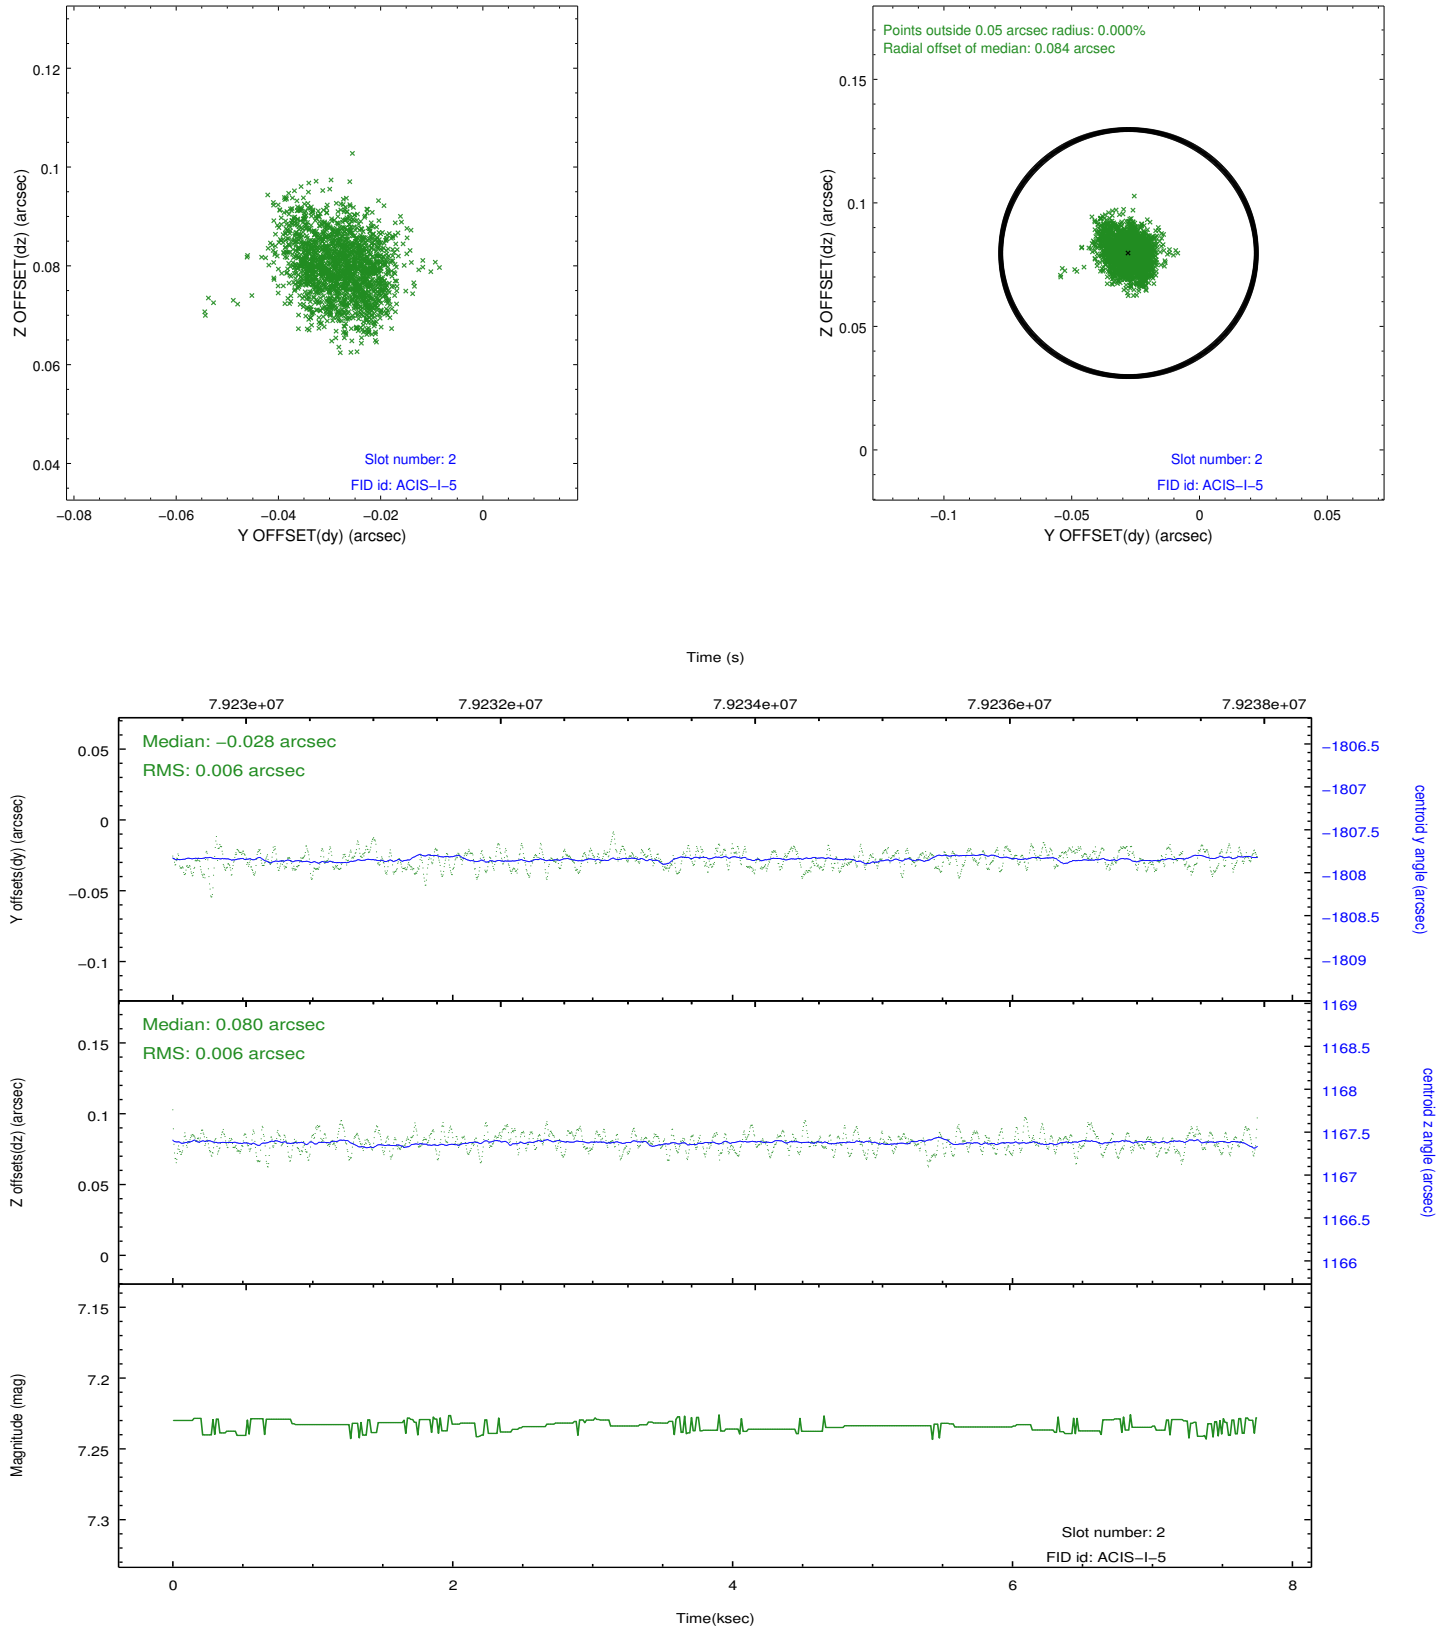 0.12
0.1
0.08
0.06
0.04
Z OFFSET(dz) (arcsec)
Slot number: 2
FID id: ACIS−I−5
−0.08
−0.06
−0.04
−0.02
0
Y OFFSET(dy) (arcsec)
Points outside 0.05 arcsec radius: 0.000%
Radial offset of median: 0.084 arcsec
0.15
0.1
0.05
0
Z OFFSET(dz) (arcsec)
Slot number: 2
FID id: ACIS−I−5
−0.1
−0.05
0
0.05
Y OFFSET(dy) (arcsec)
Time (s)
7.923e+07
7.9232e+07
7.9234e+07
7.9236e+07
7.9238e+07
Median: −0.028 arcsec
RMS: 0.006 arcsec
0.05
0
−0.05
−0.1
Y offsets(dy) (arcsec)
−1806.5
−1807
−1807.5
−1808
−1808.5
−1809
centroid y angle (arcsec)
Median: 0.080 arcsec
RMS: 0.006 arcsec
0.15
0.1
0.05
0
Z offsets(dz) (arcsec)
1169
1168.5
1168
1167.5
1167
1166.5
1166
centroid z angle (arcsec)
7.15
7.2
7.25
7.3
Magnitude (mag)
Slot number: 2
FID id: ACIS−I−5
0
2
4
6
8
Time(ksec)